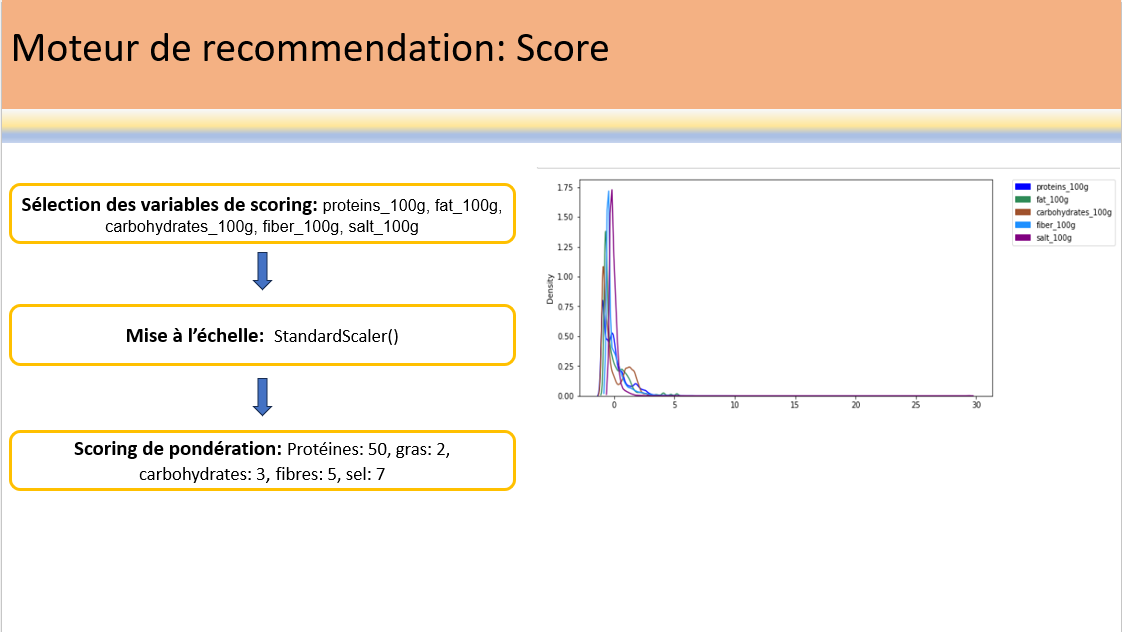 Moteur de recommendation: Score
Sélection des variables de scoring: proteins_100g, fat_100g,
carbohydrates_100g, fiber_100g, salt_100g
Mise à l’échelle: StandardScaler()
Scoring de pondération: Protéines: 50, gras: 2,
carbohydrates: 3, fibres: 5, sel: 7
Density
1.75
1.50
1.25
1.00
0.75
0.50
0.25
0.00
0 5 10 15 20 25 30
proteins_100g
fat_100g
carbohydrates_100g
fiber_100g
salt_100g